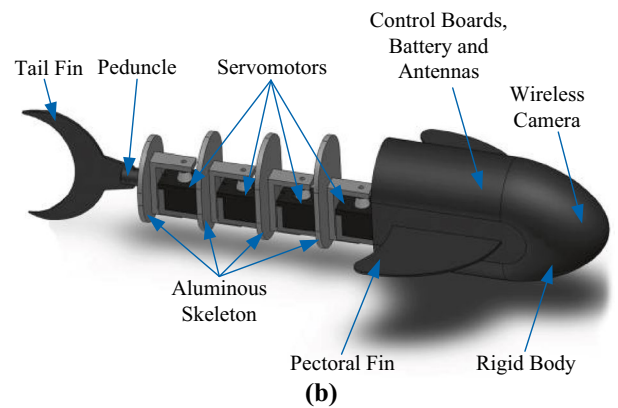 Control Boards,
Battery and
Antennas
Tail Fin
Peduncle
Servomotors
Wireless
Camera
Aluminous
Skeleton
Pectoral Fin
Rigid Body
(b)